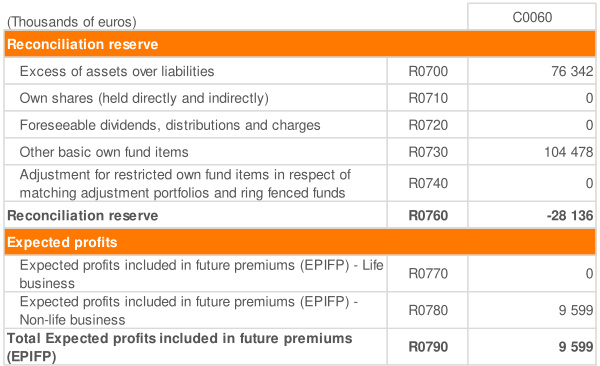 (Thousands of euros) C0060
Reconciliation reserve
Excess of assets over liabilities R0700 76 342
Own shares (held directly and indirectly) R0710 0
Foreseeable dividends, distributions and charges R0720 0
Other basic own fund items R0730 104 478
Adjustment for restricted own fund items in respect of
matching adjustment portfolios and ring fenced funds R0740 0
Reconciliation reserve R0760 -28 136
Expected profits
Expected profits included in future premiums (EPIFP) - Life
business R0770 0
Expected profits included in future premiums (EPIFP) -
Non-life business R0780 9 599
Total Expected profits included in future premiums
(EPIFP) R0790 9 599